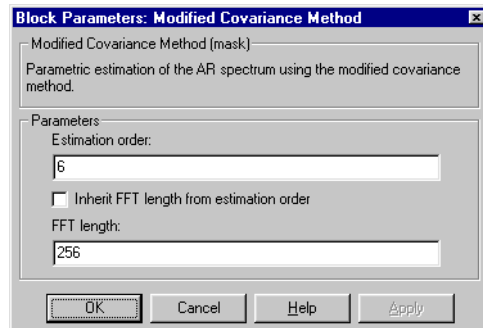 Block Parameters: Modified Covariance Method
Modified Covariance Method (mask)
Parametric estimation of the AR spectrum using the modified covariance
method.
Parameters
Estimation order:
6
Inherit FFT length from estimation order
FFT length:
256
OK Cancel Help Apply